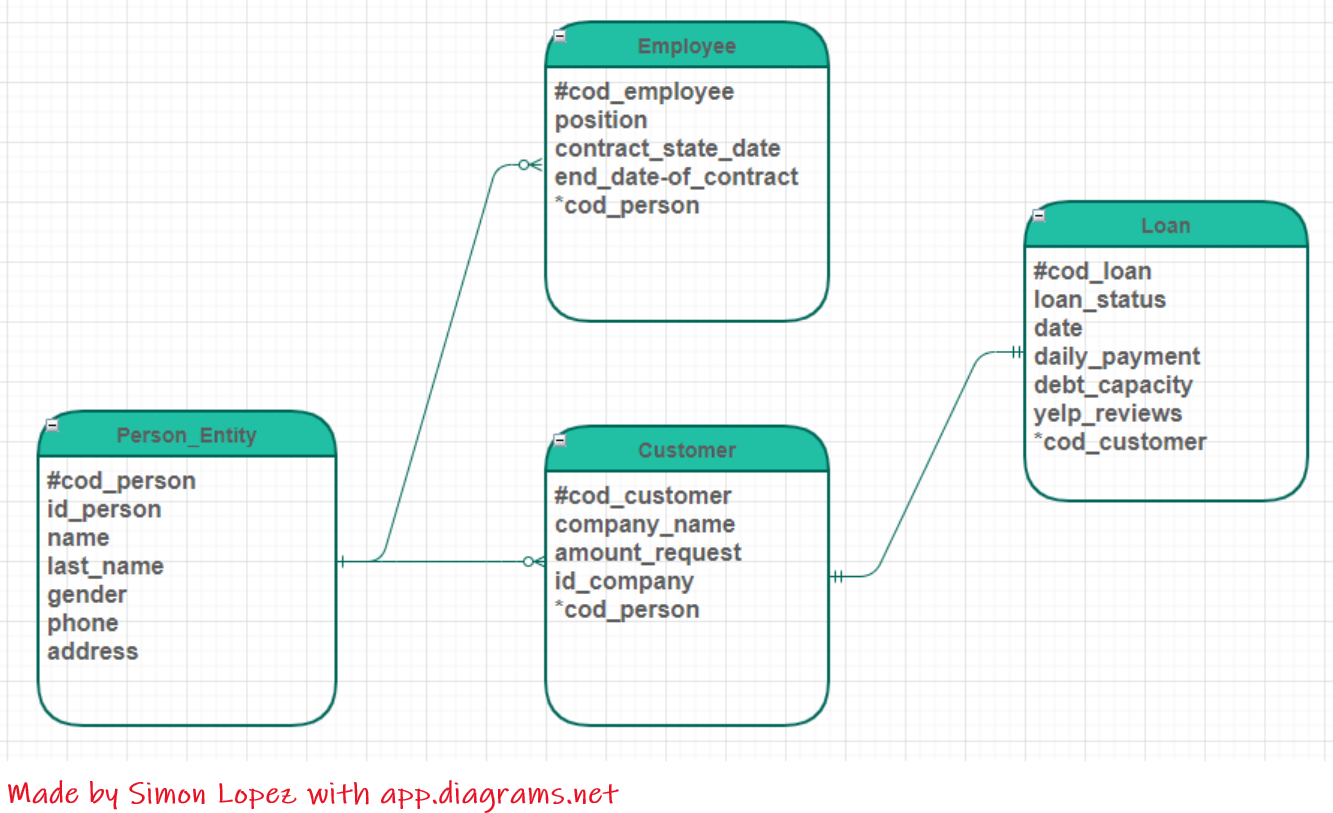 Employee
#cod_employee
position
contract_state_date
end_date-of_contract
*cod_person
Loan
#cod_loan
loan_status
date
daily_payment
debt_capacity
yelp_reviews
*cod_customer
Person_Entity
#cod_person
id_person
name
last_name
gender
phone
address
Customer
#cod_customer
company_name
amount_request
id_company
*cod_person
Made by Simon Lopez with app.diagrams.net